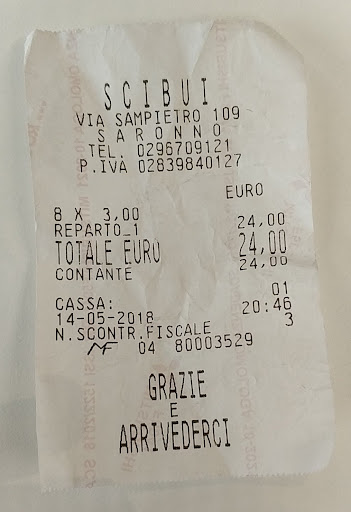 SCIBUI
VIA SAMPIETRO 109
SARONNO
TEL. 0296709121
P.IVA 02839840127
EURO
8 X 3,00
REPARTO_1 24,00
TOTALE EURO 24,00
CONTANTE 24,00
CASSA: 01
14-05-2018 20:46
N.SCONTR.FISCALE 3
MF 04 80003529
GRAZIE
E
ARRIVEDERCI